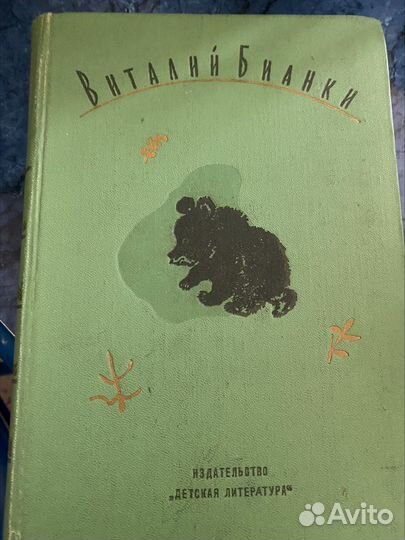 Виталий Бианки
издательство
„Детская литература“
Avito